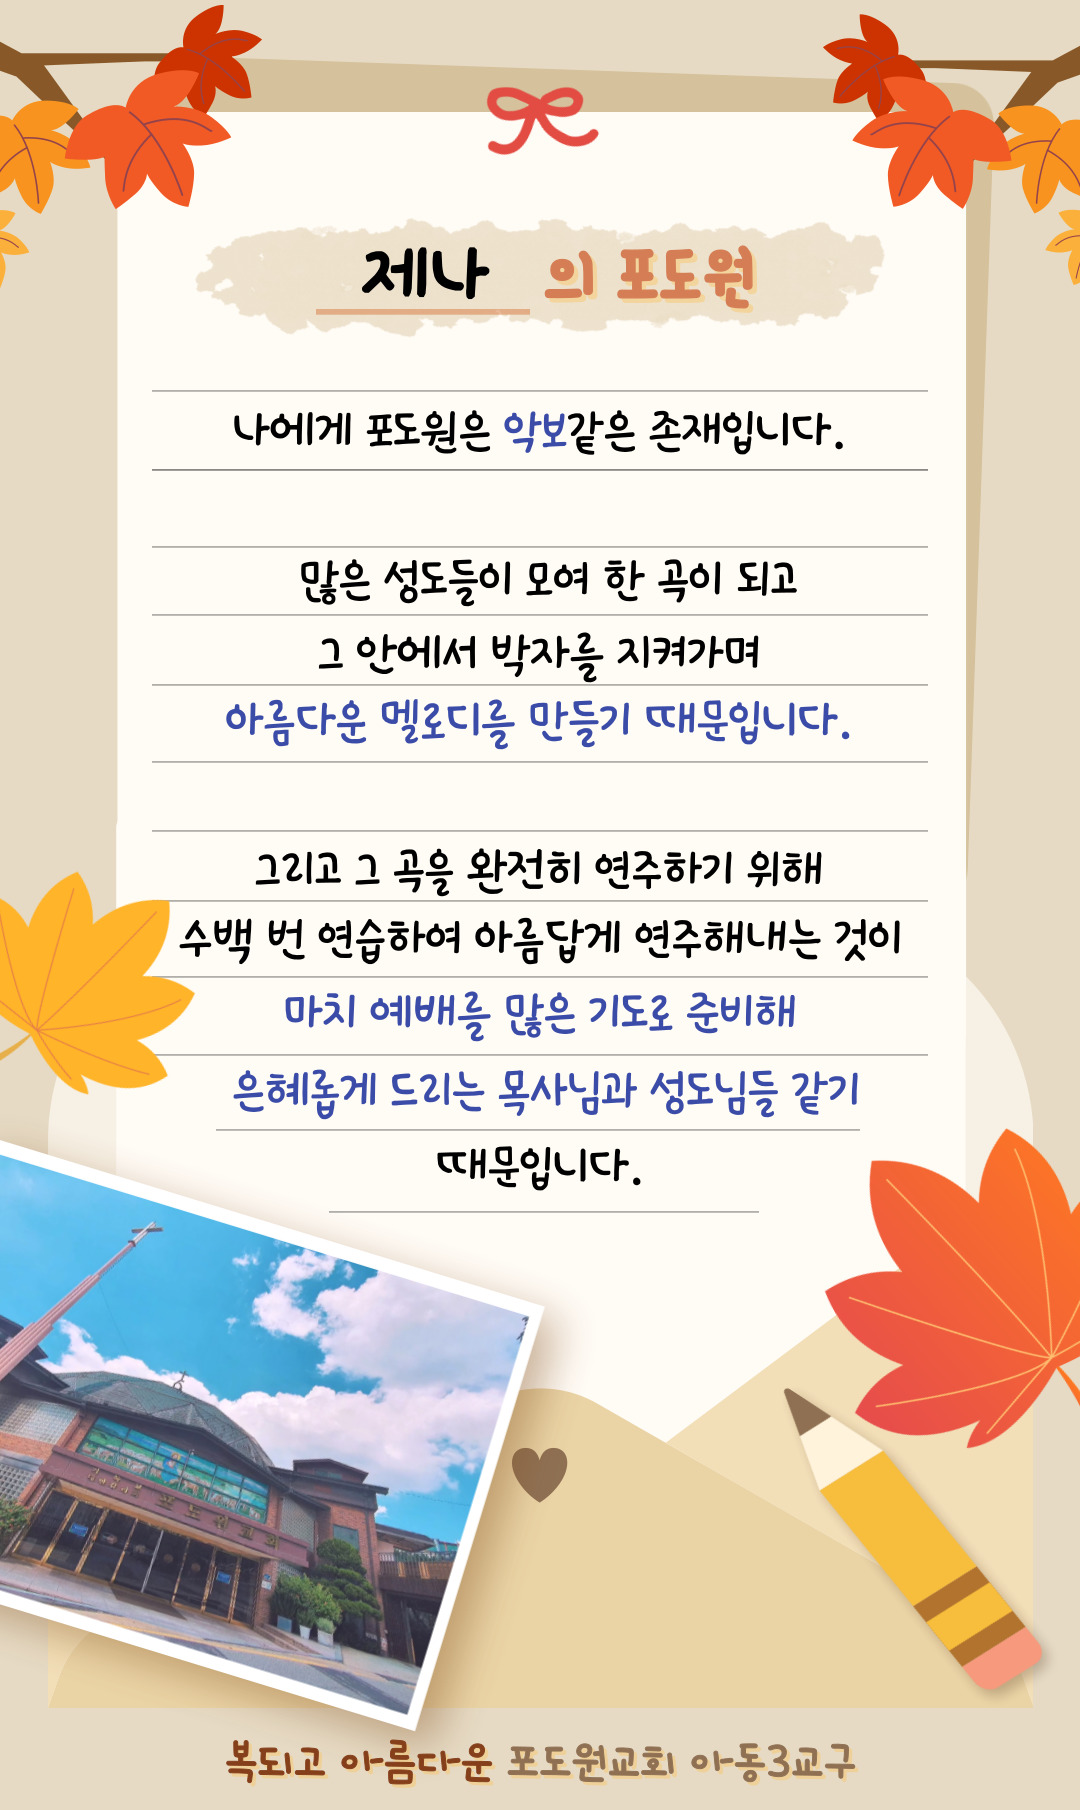 제나 의 포도원
나에게 포도원은 악보같은 존재입니다.
많은 성도들이 모여 한 곡이 되고
그 안에서 박자를 지켜가며
아름다운 멜로디를 만들기 때문입니다.
그리고 그 곡을 완전히 연주하기 위해
수백 번 연습하여 아름답게 연주해내는 것이
마치 예배를 많은 기도로 준비해
은혜롭게 드리는 목사님과 성도님들 같기
때문입니다.
포도원교회
복되고 아름다운 포도원교회 아동3교구